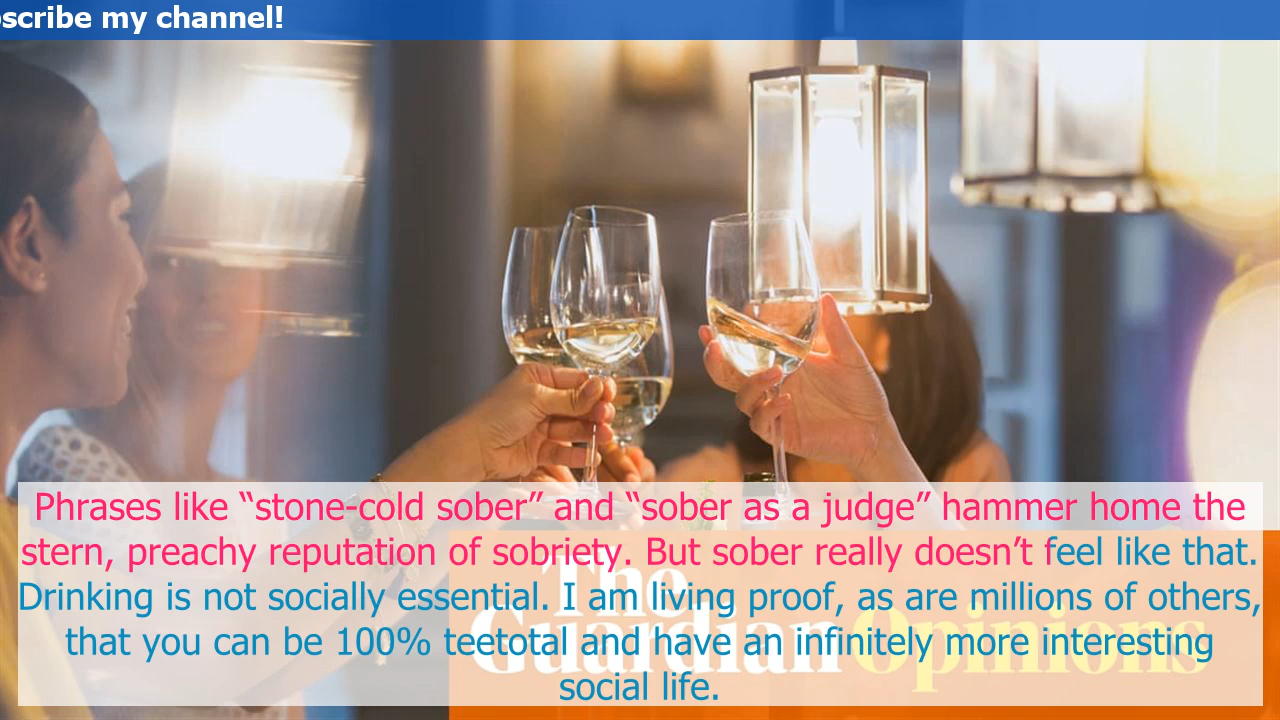 scribe my channel!
Phrases like “stone-cold sober” and “sober as a judge” hammer home the
stern, preachy reputation of sobriety. But sober really doesn’t feel like that.
Drinking is not socially essential. I am living proof, as are millions of others,
that you can be 100% teetotal and have an infinitely more interesting
social life.
The
Guardian Opinions